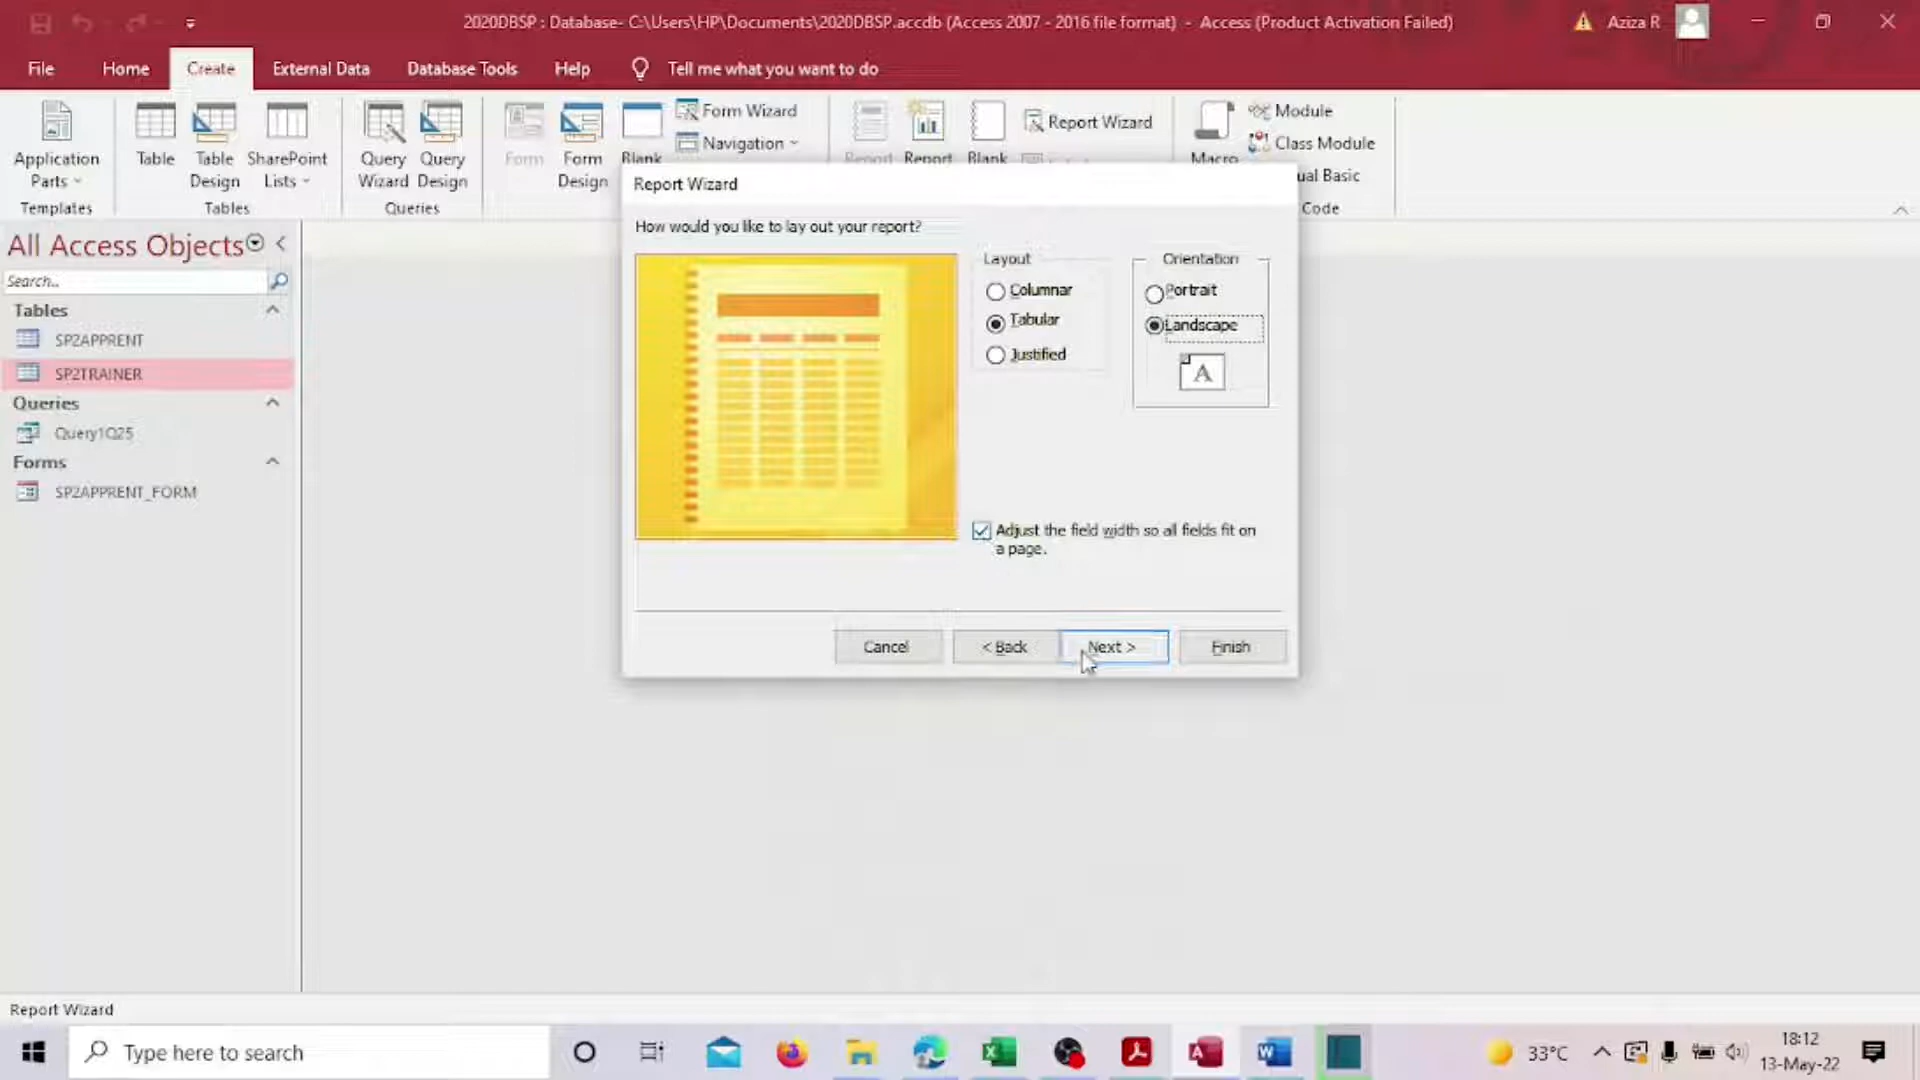 2020DBSP : Database- C:\Users\HP\Documents\2020DBSP.accdb (Access 2007 - 2016 file format) - Access (Product Activation Failed)
Aziza R
File Home Create External Data Database Tools Help Tell me what you want to do
Application Parts
Templates
Table
Table Design
SharePoint Lists
Tables
Query Wizard
Query Design
Queries
Form
Form Design
Blank
Form Wizard
Navigation
Report
Report
Blank
Report Wizard
Macro
Module
Class Module
ual Basic
Code
All Access Objects
Search...
Tables
SP2APPRENT
SP2TRAINER
Queries
Query1Q25
Forms
SP2APPRENT_FORM
Report Wizard
How would you like to lay out your report?
Layout
Columnar
Tabular
Justified
Orientation
Portrait
Landscape
A
Adjust the field width so all fields fit on
a page.
Cancel
< Back
Next >
Finish
Report Wizard
Type here to search
33°C
18:12
13-May-22